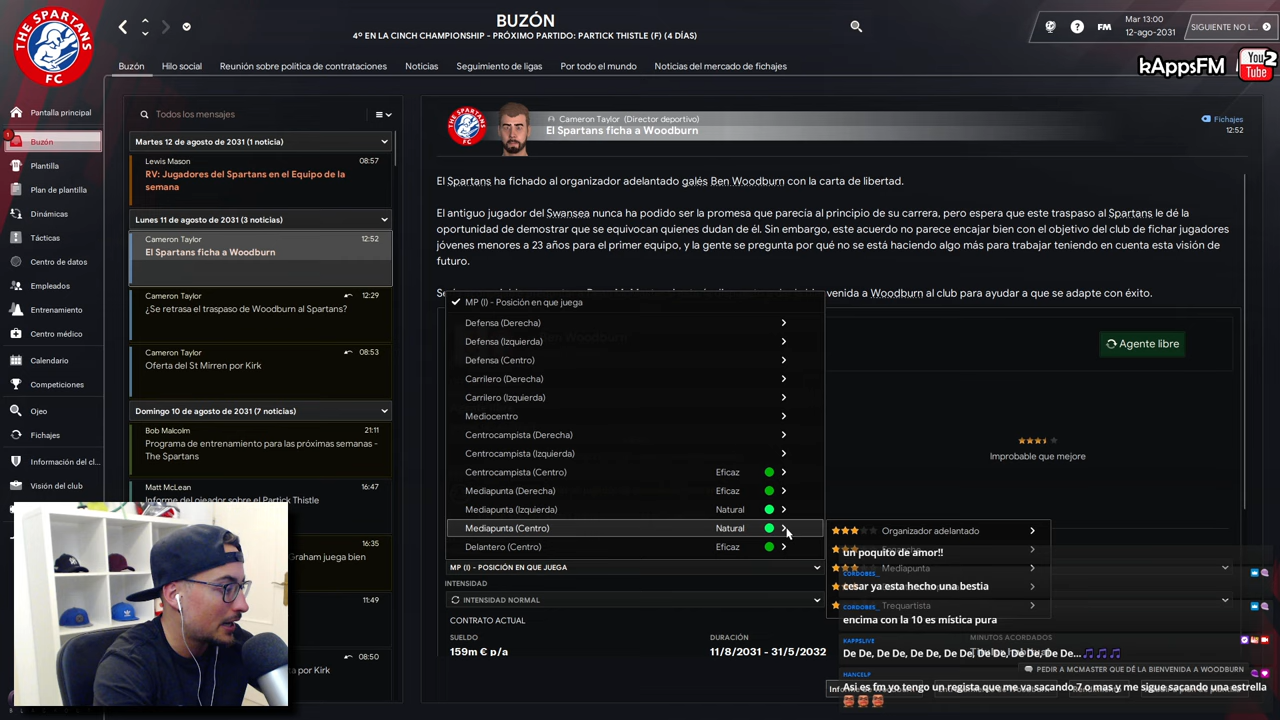 THE SPARTANS
FC
BUZÓN
4º EN LA CINCH CHAMPIONSHIP - PRÓXIMO PARTIDO: PARTICK THISTLE (F) (4 DÍAS)
FM
Mar 13:00
12-ago-2031
SIGUIENTE NO L...
kAppsFM
You
Tube
2
Buzón
Hilo social
Reunión sobre política de contrataciones
Noticias
Seguimiento de ligas
Por todo el mundo
Noticias del mercado de fichajes
Pantalla principal
1
Buzón
Plantilla
Plan de plantilla
Dinámicas
Tácticas
Centro de datos
Empleados
Entrenamiento
Centro médico
Calendario
Competiciones
Ojeo
Fichajes
Información del cl...
Visión del club
Todos los mensajes
Martes 12 de agosto de 2031 (1 noticia)
Lewis Mason
08:57
RV: Jugadores del Spartans en el Equipo de la
semana
Lunes 11 de agosto de 2031 (3 noticias)
Cameron Taylor
12:52
El Spartans ficha a Woodburn
Cameron Taylor
12:29
¿Se retrasa el traspaso de Woodburn al Spartans?
Cameron Taylor
08:53
Oferta del St Mirren por Kirk
Domingo 10 de agosto de 2031 (7 noticias)
Bob Malcolm
21:11
Programa de entrenamiento para las próximas semanas -
The Spartans
Matt McLean
16:47
Informe del ojeador sobre el Partick Thistle
16:35
Graham juega bien
11:49
08:50
por Kirk
Cameron Taylor (Director deportivo)
El Spartans ficha a Woodburn
Fichajes
12:52
El Spartans ha fichado al organizador adelantado galés Ben Woodburn con la carta de libertad.
El antiguo jugador del Swansea nunca ha podido ser la promesa que parecía al principio de su carrera, pero espera que este traspaso al Spartans le dé la
oportunidad de demostrar que se equivocan quienes dudan de él. Sin embargo, este acuerdo no parece encajar bien con el objetivo del club de fichar jugadores
jóvenes menores a 23 años para el primer equipo, y la gente se pregunta por qué no se está haciendo algo más para trabajar teniendo en cuenta esta visión de
futuro.
bienvenida a Woodburn al club para ayudar a que se adapte con éxito.
MP (I) - Posición en que juega
Defensa (Derecha)
Defensa (Izquierda)
Defensa (Centro)
Carrilero (Derecha)
Carrilero (Izquierda)
Mediocentro
Centrocampista (Derecha)
Centrocampista (Izquierda)
Centrocampista (Centro) Eficaz
Mediapunta (Derecha) Eficaz
Mediapunta (Izquierda) Natural
Mediapunta (Centro) Natural
Delantero (Centro) Eficaz
Agente libre
Improbable que mejore
Organizador adelantado
un poquito de amor!!
Mediapunta
CORDOBES_
cesar ya esta hecho una bestia
CORDOBES_
Trequartista
encima con la 10 es mística pura
MP (I) - POSICIÓN EN QUE JUEGA
INTENSIDAD
INTENSIDAD NORMAL
CONTRATO ACTUAL
SUELDO
159m € p/a
DURACIÓN
11/8/2031 - 31/5/2032
MINUTOS ACORDADOS
KAPPSLIVE
De De, De De, De De, De De, De De, De De...
PEDIR A MCMASTER QUE DÉ LA BIENVENIDA A WOODBURN
HANCELP
Asi es fm yo tengo un regista que me va sacando 7 o mas y me sigue sacando una estrella